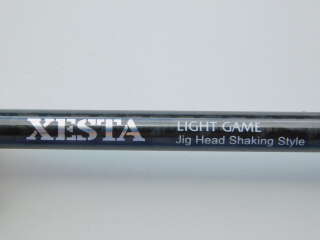 XESTA
LIGHT GAME
Jig Head Shaking Style